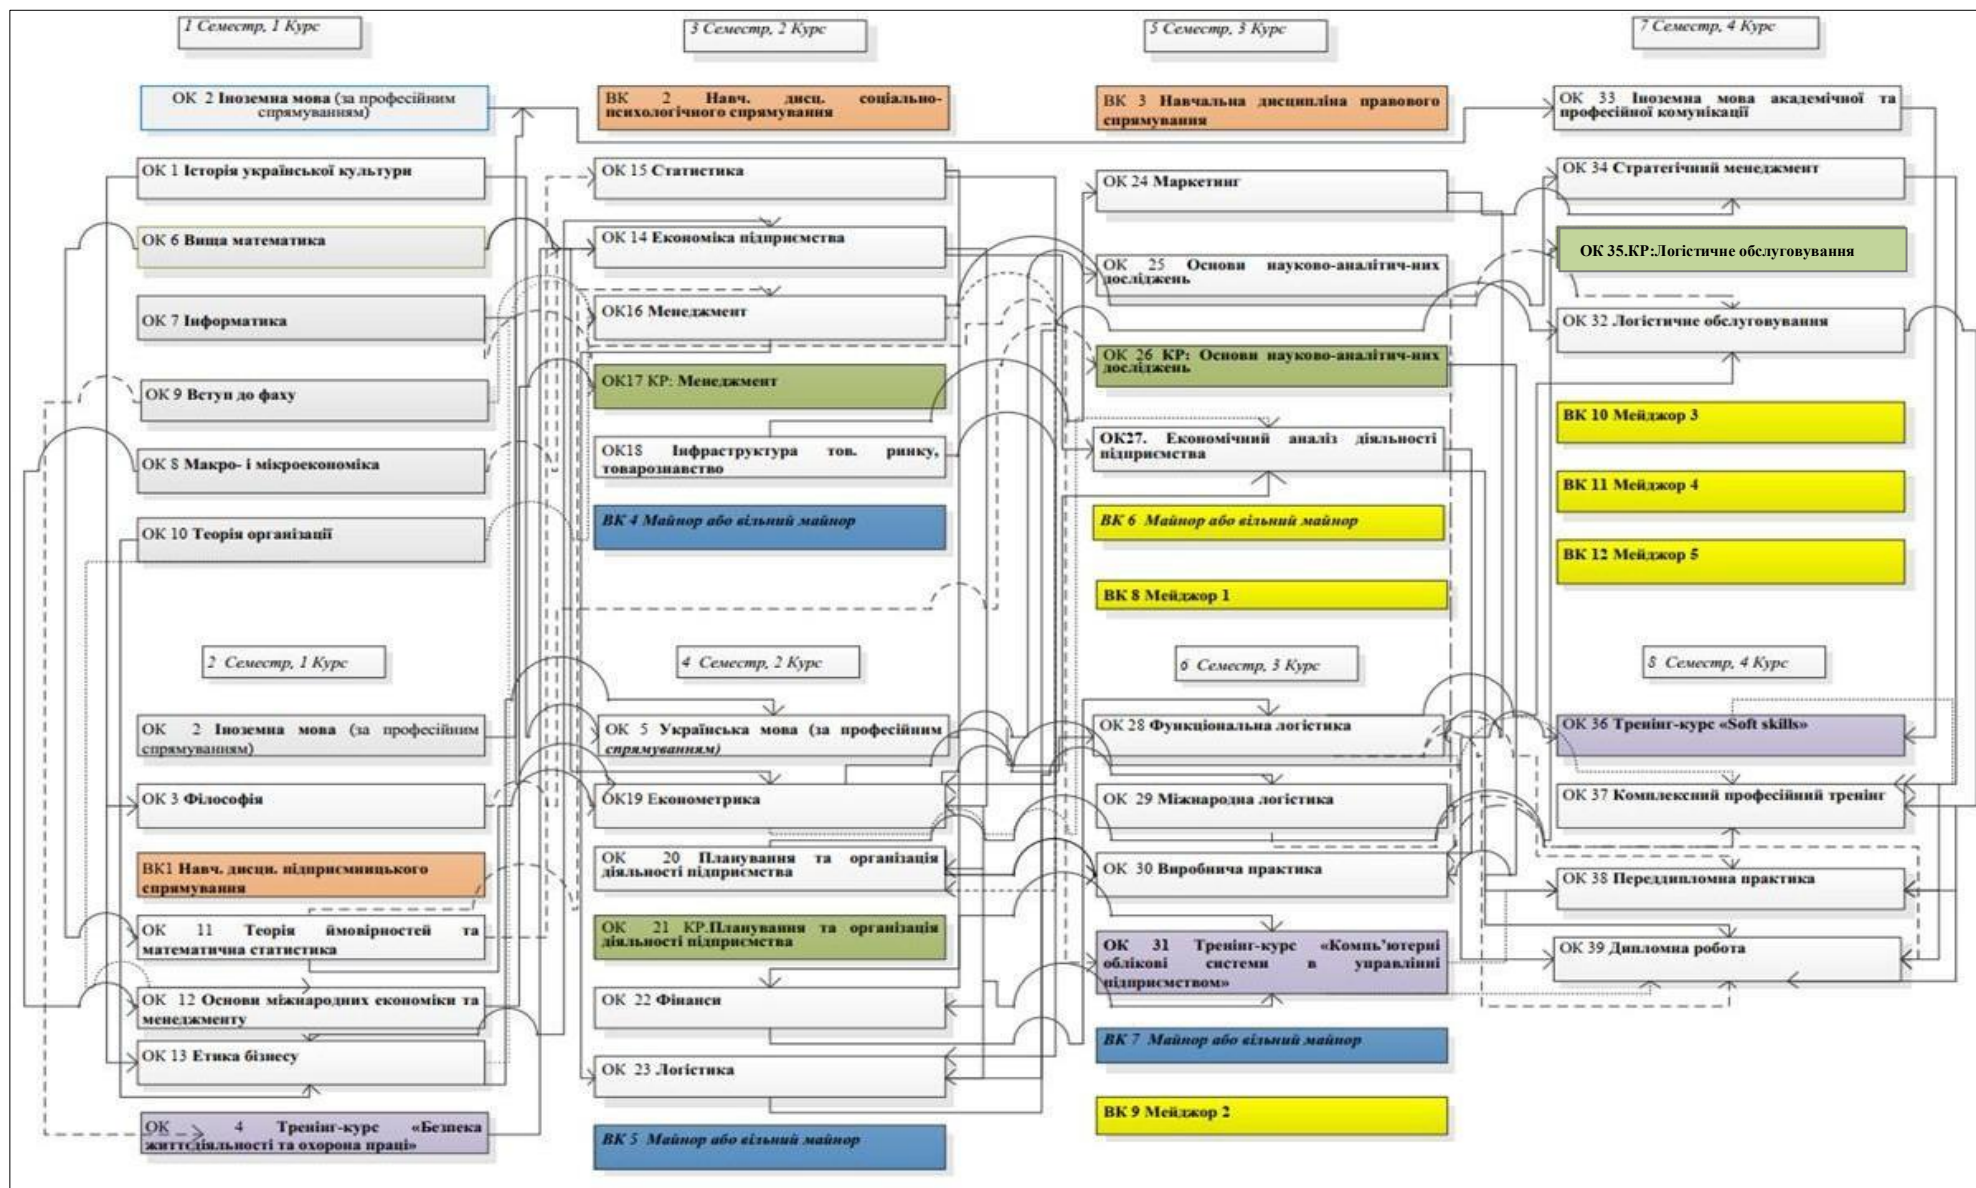 1 Семестр, 1 Курс
ОК 2 Іноземна мова (за професійним
спрямуванням)
ОК 1 Історія української культури
ОК 6 Вища математика
ОК 7 Інформатика
ОК 9 Вступ до фаху
ОК 8 Макро- і мікроекономіка
ОК 10 Теорія організації
2 Семестр, 1 Курс
ОК 2 Іноземна мова (за професійним
спрямуванням)
ОК 3 Філософія
ВК1 Навч. дисци. підприємницького
спрямування
ОК 11 Теорія ймовірностей та
математична статистика
ОК 12 Основи міжнародних економіки та
менеджменту
ОК 13 Етика бізнесу
ОК 4 Тренінг-курс «Безпека
життєдіяльності та охорона праці»
3 Семестр, 2 Курс
ВК 2 Навч. дисц. соціально-
психологічного спрямування
ОК 15 Статистика
ОК 14 Економіка підприємства
ОК16 Менеджмент
ОК17 КР: Менеджмент
ОК18 Інфраструктура тов. ринку,
товарознавство
ВК 4 Майнор або вільний майнор
4 Семестр, 2 Курс
ОК 5 Українська мова (за професійним
спрямуванням)
ОК19 Економетрика
ОК 20 Планування та організація
діяльності підприємства
ОК 21 КР.Планування та організація
діяльності підприємства
ОК 22 Фінанси
ОК 23 Логістика
ВК 5 Майнор або вільний майнор
5 Семестр, 3 Курс
ВК 3 Навчальна дисципліна правового
спрямування
ОК 24 Маркетинг
ОК 25 Основи науково-аналітич-них
досліджень
ОК 26 КР: Основи науково-аналітич-них
досліджень
ОК27. Економічний аналіз діяльності
підприємства
ВК 6 Майнор або вільний майнор
ВК 8 Мейджор 1
6 Семестр, 3 Курс
ОК 28 Функціональна логістика
ОК 29 Міжнародна логістика
ОК 30 Виробнича практика
ОК 31 Тренінг-курс «Комп’ютерні
облікові системи в управлінні
підприємством»
ВК 7 Майнор або вільний майнор
ВК 9 Мейджор 2
7 Семестр, 4 Курс
ОК 33 Іноземна мова академічної та
професійної комунікації
ОК 34 Стратегічний менеджмент
ОК 35.КР:Логістичне обслуговування
ОК 32 Логістичне обслуговування
ВК 10 Мейджор 3
ВК 11 Мейджор 4
ВК 12 Мейджор 5
8 Семестр, 4 Курс
ОК 36 Тренінг-курс «Soft skills»
ОК 37 Комплексний професійний тренінг
ОК 38 Переддипломна практика
ОК 39 Дипломна робота